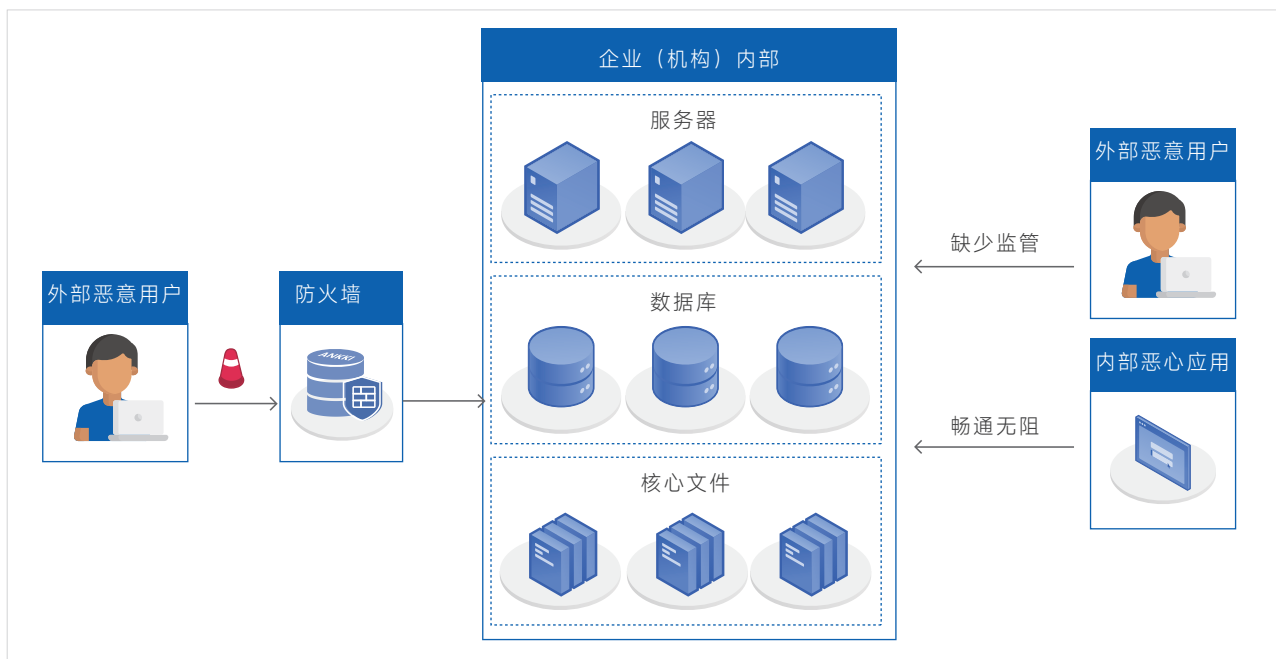 企业（机构）内部
服务器
外部恶意用户
缺少监管
外部恶意用户
防火墙
数据库
ANKKI
内部恶心应用
畅通无阻
核心文件